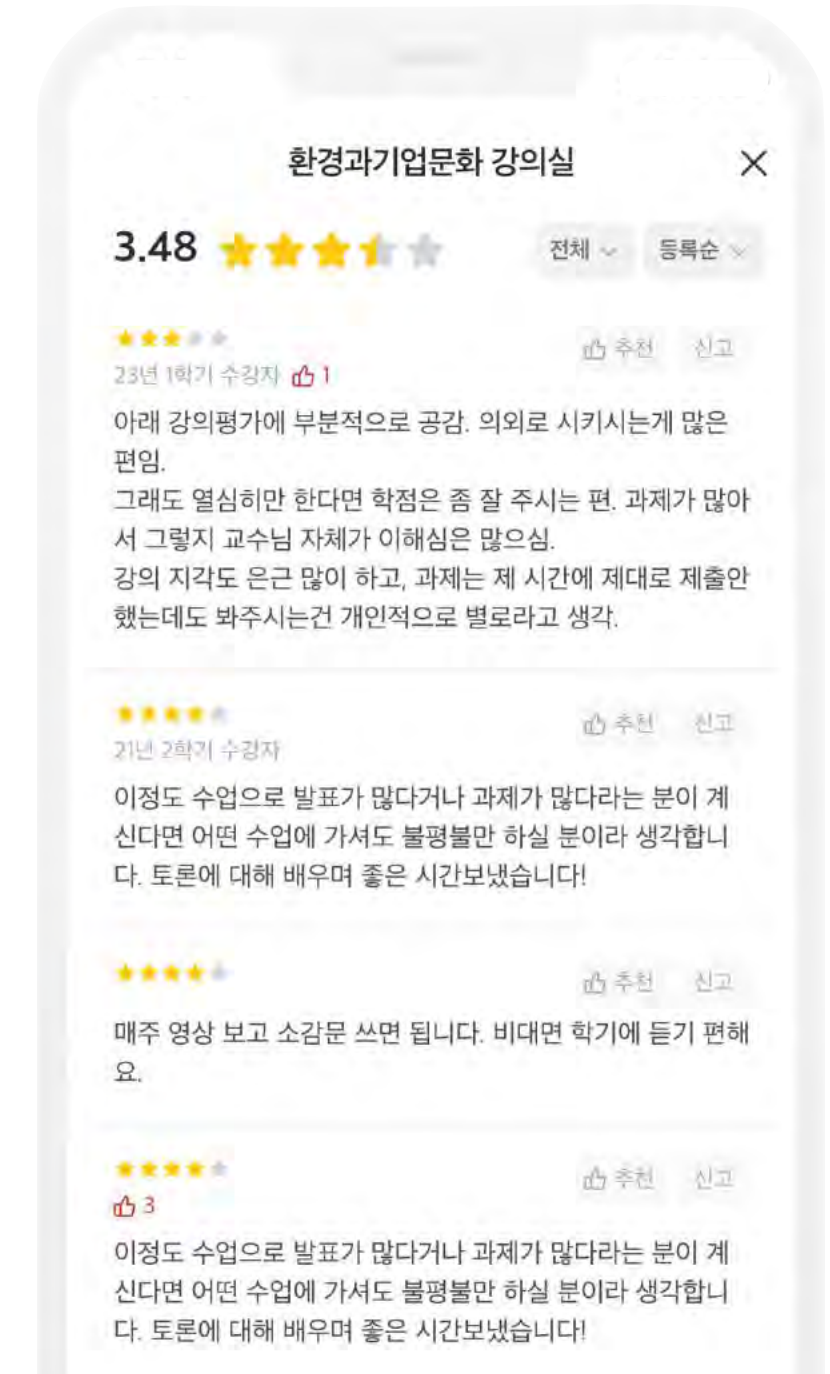 환경과기업문화 강의실
3.48 전체 등록순
추천 신고
23년 1학기 수강자 1
아래 강의평가에 부분적으로 공감. 의외로 시키시는게 많은
편임.
그래도 열심히만 한다면 학점은 좀 잘 주시는 편. 과제가 많아
서 그렇지 교수님 자체가 이해심은 많으심.
강의 지각도 은근 많이 하고, 과제는 제 시간에 제대로 제출안
했는데도 봐주시는건 개인적으로 별로라고 생각.
추천 신고
21년 2학기 수강자
이정도 수업으로 발표가 많다거나 과제가 많다라는 분이 계
신다면 어떤 수업에 가셔도 불평불만 하실 분이라 생각합니
다. 토론에 대해 배우며 좋은 시간보냈습니다!
추천 신고
매주 영상 보고 소감문 쓰면 됩니다. 비대면 학기에 듣기 편해
요.
추천 신고
3
이정도 수업으로 발표가 많다거나 과제가 많다라는 분이 계
신다면 어떤 수업에 가셔도 불평불만 하실 분이라 생각합니
다. 토론에 대해 배우며 좋은 시간보냈습니다!